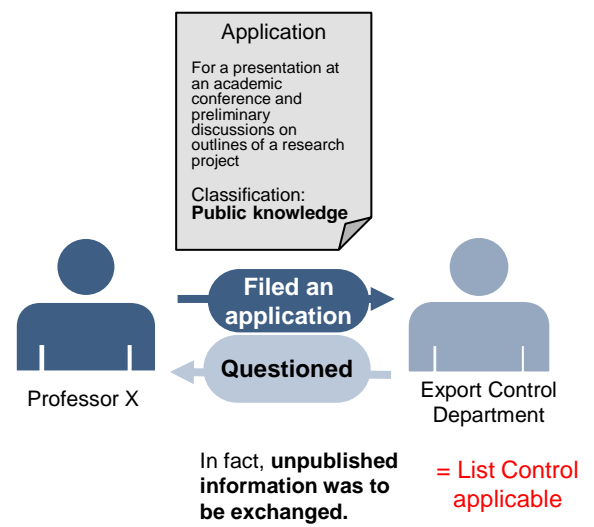 Application
For a presentation at
an academic
conference and
preliminary
discussions on
outlines of a research
project
Classification:
Public knowledge
Filed an
application
Questioned
Professor X
Export Control
Department
In fact, unpublished
information was to
be exchanged.
= List Control
applicable